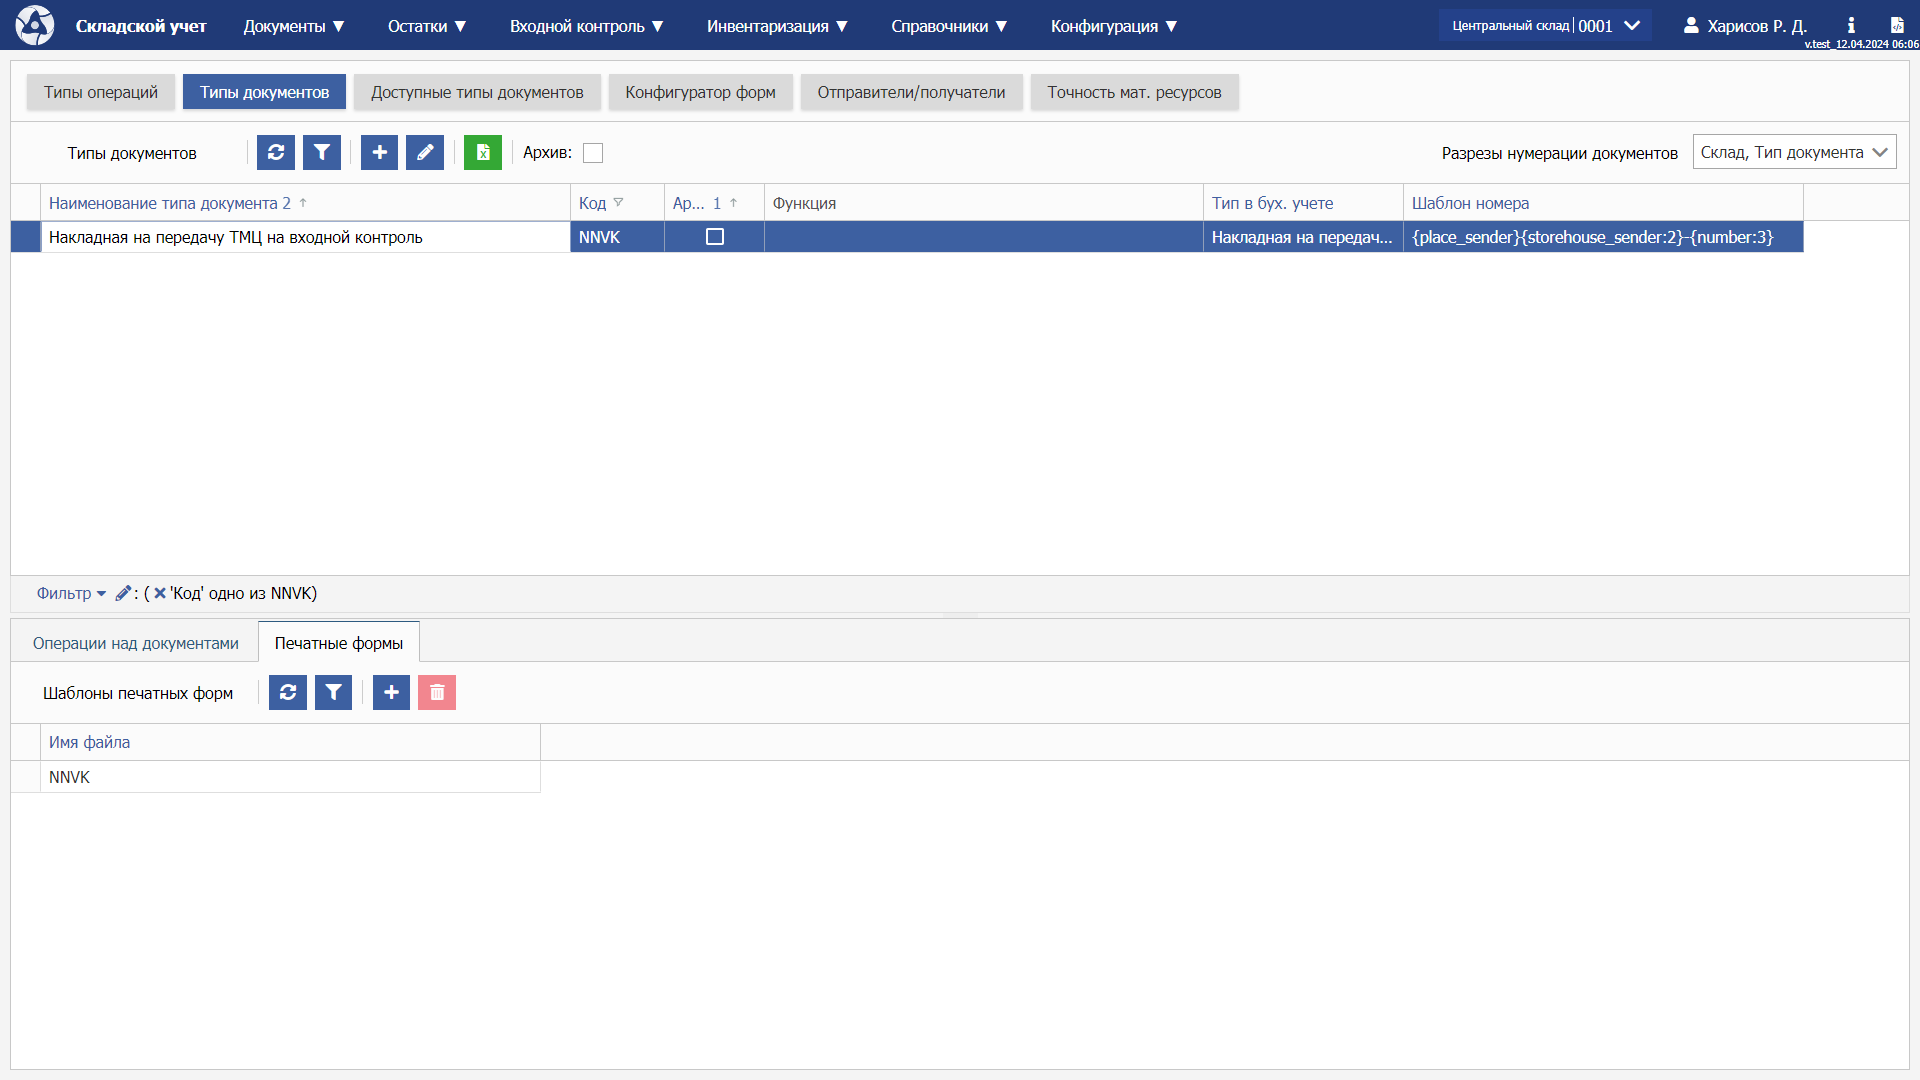 Складской учет Документы ▼ Остатки ▼ Входной контроль ▼ Инвентаризация ▼ Справочники ▼ Конфигурация ▼ Центральный склад | 0001 Харисов Р. Д.
v.test_12.04.2024 06:06
Типы операций Типы документов Доступные типы документов Конфигуратор форм Отправители/получатели Точность мат. ресурсов
Типы документов Архив: Разрезы нумерации документов Склад, Тип документа
Наименование типа документа 2 ↑ Код Ар... 1 ↑ Функция Тип в бух. учете Шаблон номера
Накладная на передачу ТМЦ на входной контроль NNVK Накладная на передач... {place_sender}{storehouse_sender:2}-{number:3}
Фильтр : ( 'Код' одно из NNVK)
Операции над документами Печатные формы
Шаблоны печатных форм
Имя файла
NNVK